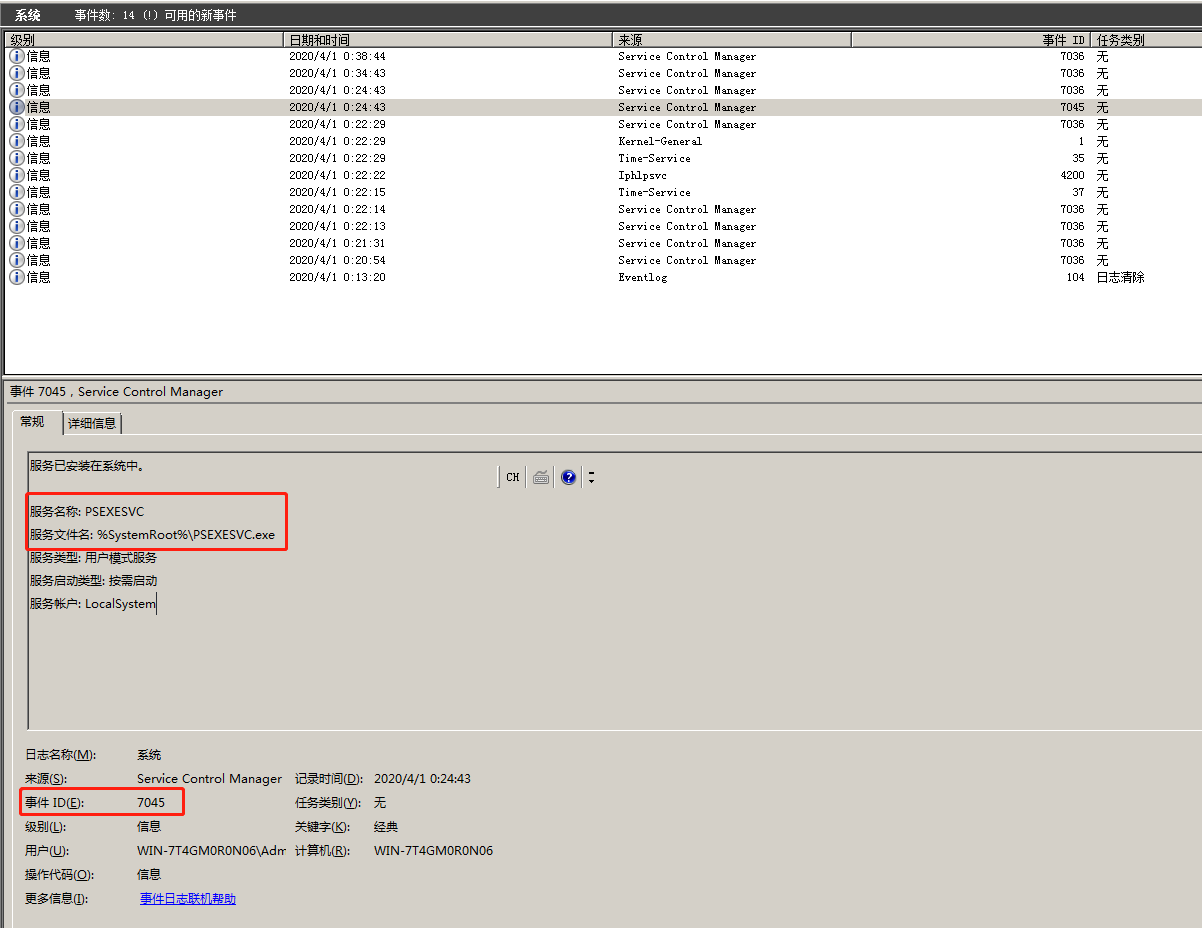 系统 事件数: 14 (!) 可用的新事件
级别 日期和时间 来源 事件 ID 任务类别
信息 2020/4/1 0:38:44 Service Control Manager 7036 无
信息 2020/4/1 0:34:43 Service Control Manager 7036 无
信息 2020/4/1 0:24:43 Service Control Manager 7036 无
信息 2020/4/1 0:24:43 Service Control Manager 7045 无
信息 2020/4/1 0:22:29 Service Control Manager 7036 无
信息 2020/4/1 0:22:29 Kernel-General 1 无
信息 2020/4/1 0:22:29 Time-Service 35 无
信息 2020/4/1 0:22:22 Iphlpsvc 4200 无
信息 2020/4/1 0:22:15 Time-Service 37 无
信息 2020/4/1 0:22:14 Service Control Manager 7036 无
信息 2020/4/1 0:22:13 Service Control Manager 7036 无
信息 2020/4/1 0:21:31 Service Control Manager 7036 无
信息 2020/4/1 0:20:54 Service Control Manager 7036 无
信息 2020/4/1 0:13:20 Eventlog 104 日志清除
事件 7045，Service Control Manager
常规 详细信息
服务已安装在系统中。
CH
服务名称: PSEXESVC
服务文件名: %SystemRoot%\PSEXESVC.exe
服务类型: 用户模式服务
服务启动类型: 按需启动
服务帐户: LocalSystem
日志名称(M): 系统
来源(S): Service Control Manager 记录时间(D): 2020/4/1 0:24:43
事件 ID(E): 7045 任务类别(Y): 无
级别(L): 信息 关键字(K): 经典
用户(U): WIN-7T4GM0R0N06\Adm 计算机(R): WIN-7T4GM0R0N06
操作代码(O): 信息
更多信息(I): 事件日志联机帮助